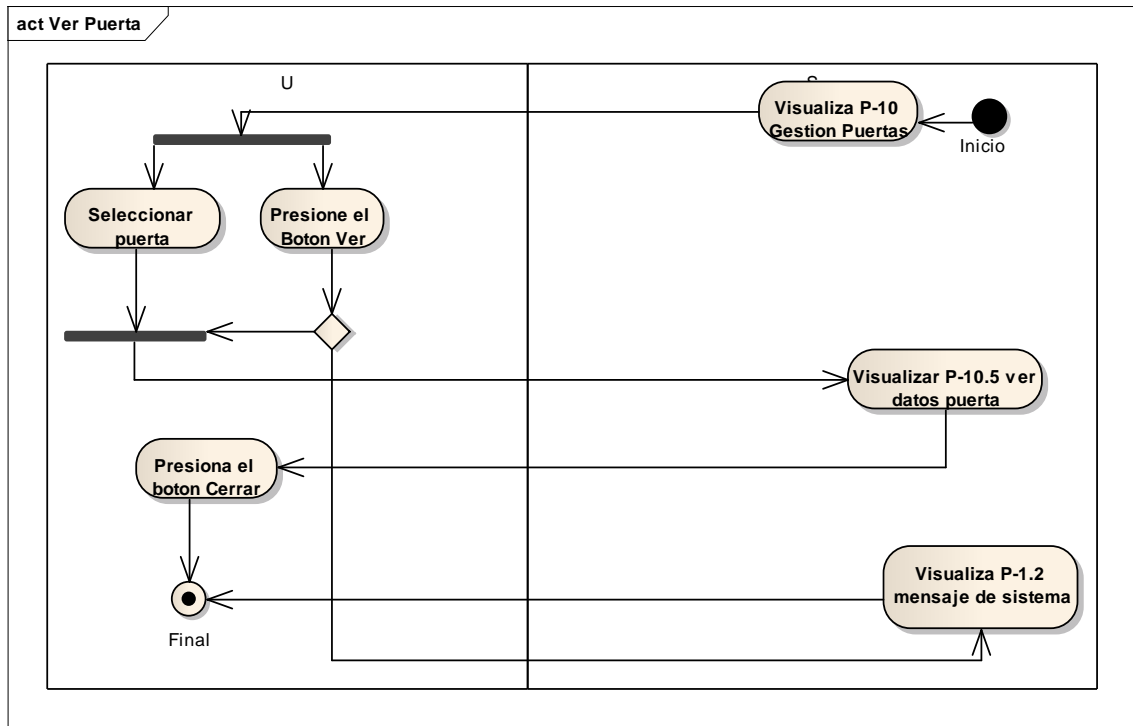 act Ver Puerta
U
Visualiza P-10
Gestion Puertas
Inicio
Seleccionar
puerta
Presione el
Boton Ver
Visualizar P-10.5 ver
datos puerta
Presiona el
boton Cerrar
Visualiza P-1.2
mensaje de sistema
Final